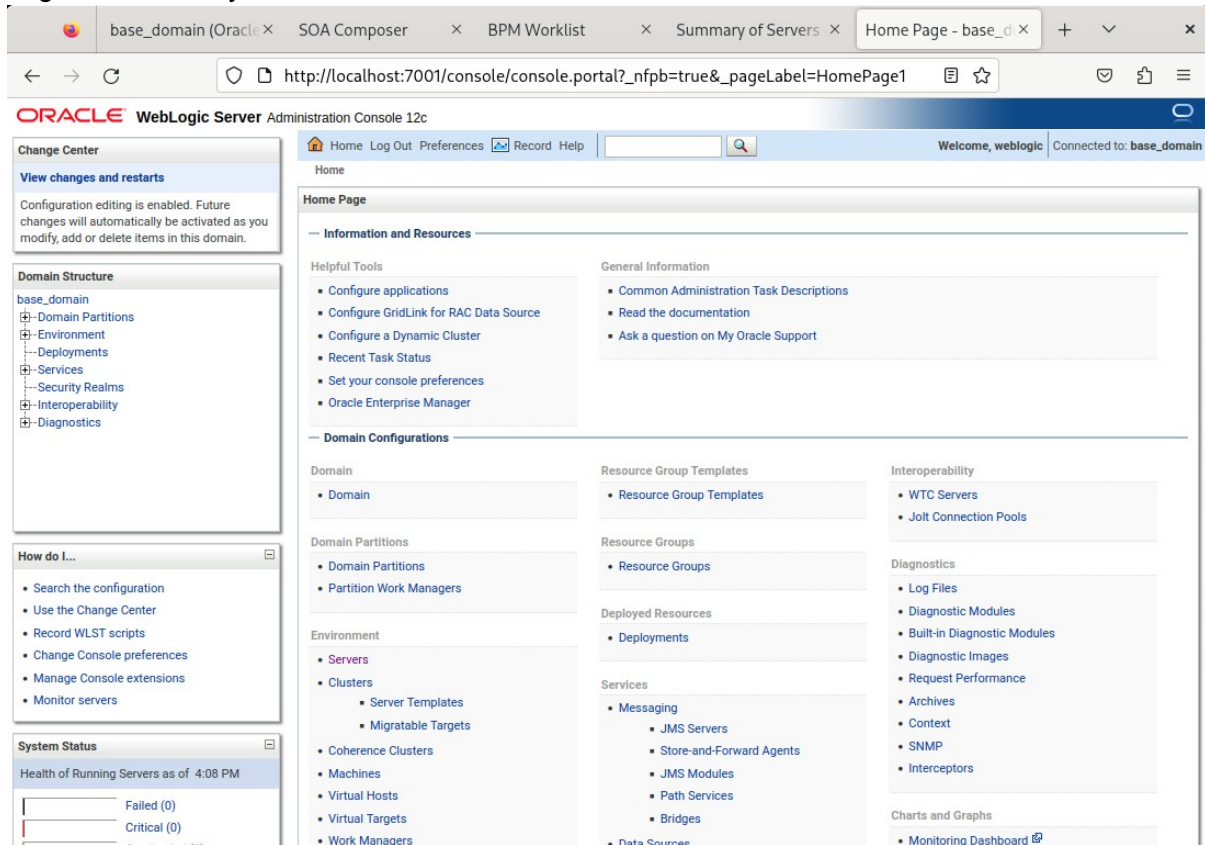 base_domain (Oracle
SOA Composer
BPM Worklist
Summary of Servers
Home Page - base_d
http://localhost:7001/console/console.portal?_nfpb=true&_pageLabel=HomePage1
ORACLE WebLogic Server Administration Console 12c
Change Center
View changes and restarts
Configuration editing is enabled. Future
changes will automatically be activated as you
modify, add or delete items in this domain.
Domain Structure
base_domain
Domain Partitions
Environment
Deployments
Services
Security Realms
Interoperability
Diagnostics
How do I...
Search the configuration
Use the Change Center
Record WLST scripts
Change Console preferences
Manage Console extensions
Monitor servers
System Status
Health of Running Servers as of 4:08 PM
Failed (0)
Critical (0)
Home Log Out Preferences Record Help
Welcome, weblogic Connected to: base_domain
Home
Home Page
Information and Resources
Helpful Tools
Configure applications
Configure GridLink for RAC Data Source
Configure a Dynamic Cluster
Recent Task Status
Set your console preferences
Oracle Enterprise Manager
General Information
Common Administration Task Descriptions
Read the documentation
Ask a question on My Oracle Support
Domain Configurations
Domain
Domain
Domain Partitions
Domain Partitions
Partition Work Managers
Environment
Servers
Clusters
Server Templates
Migratable Targets
Coherence Clusters
Machines
Virtual Hosts
Virtual Targets
Work Managers
Resource Group Templates
Resource Group Templates
Resource Groups
Resource Groups
Deployed Resources
Deployments
Services
Messaging
JMS Servers
Store-and-Forward Agents
JMS Modules
Path Services
Bridges
Data Sources
Interoperability
WTC Servers
Jolt Connection Pools
Diagnostics
Log Files
Diagnostic Modules
Built-in Diagnostic Modules
Diagnostic Images
Request Performance
Archives
Context
SNMP
Interceptors
Charts and Graphs
Monitoring Dashboard